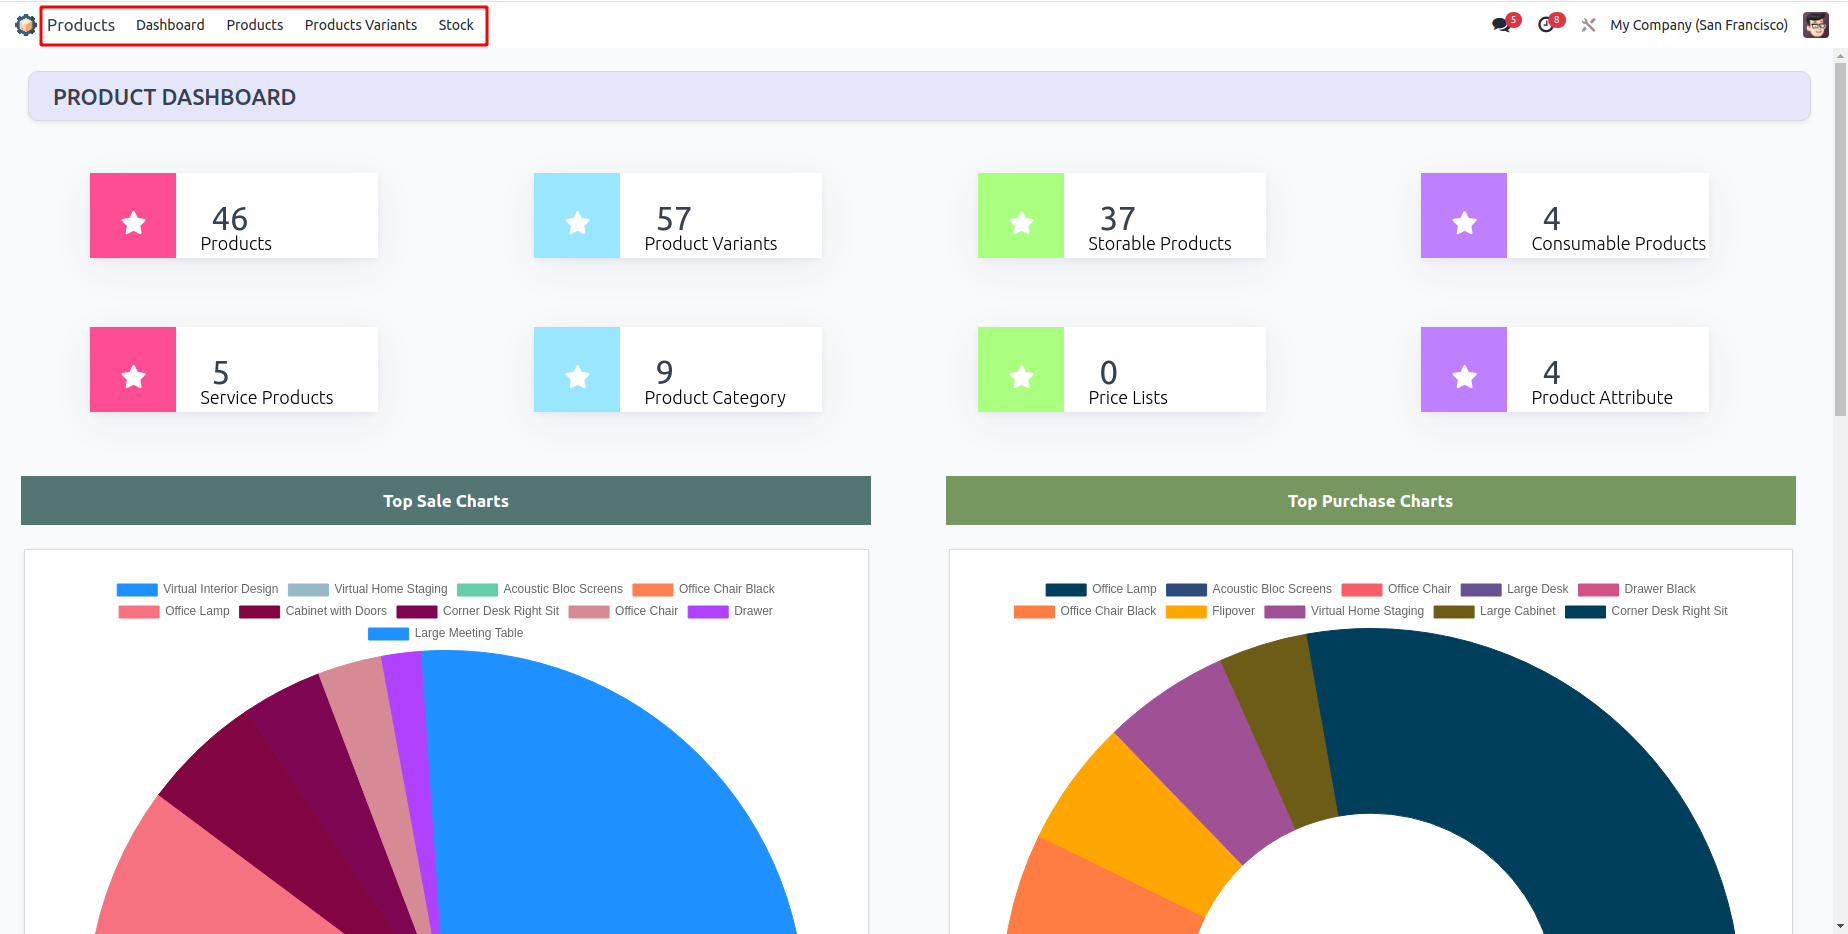 Products Dashboard Products Products Variants Stock 5 8 My Company (San Francisco)
PRODUCT DASHBOARD
46
Products
57
Product Variants
37
Storable Products
4
Consumable Products
5
Service Products
9
Product Category
0
Price Lists
4
Product Attribute
Top Sale Charts
Virtual Interior Design Virtual Home Staging Acoustic Bloc Screens Office Chair Black
Office Lamp Cabinet with Doors Corner Desk Right Sit Office Chair Drawer
Large Meeting Table
Top Purchase Charts
Office Lamp Acoustic Bloc Screens Office Chair Large Desk Drawer Black
Office Chair Black Flipover Virtual Home Staging Large Cabinet Corner Desk Right Sit